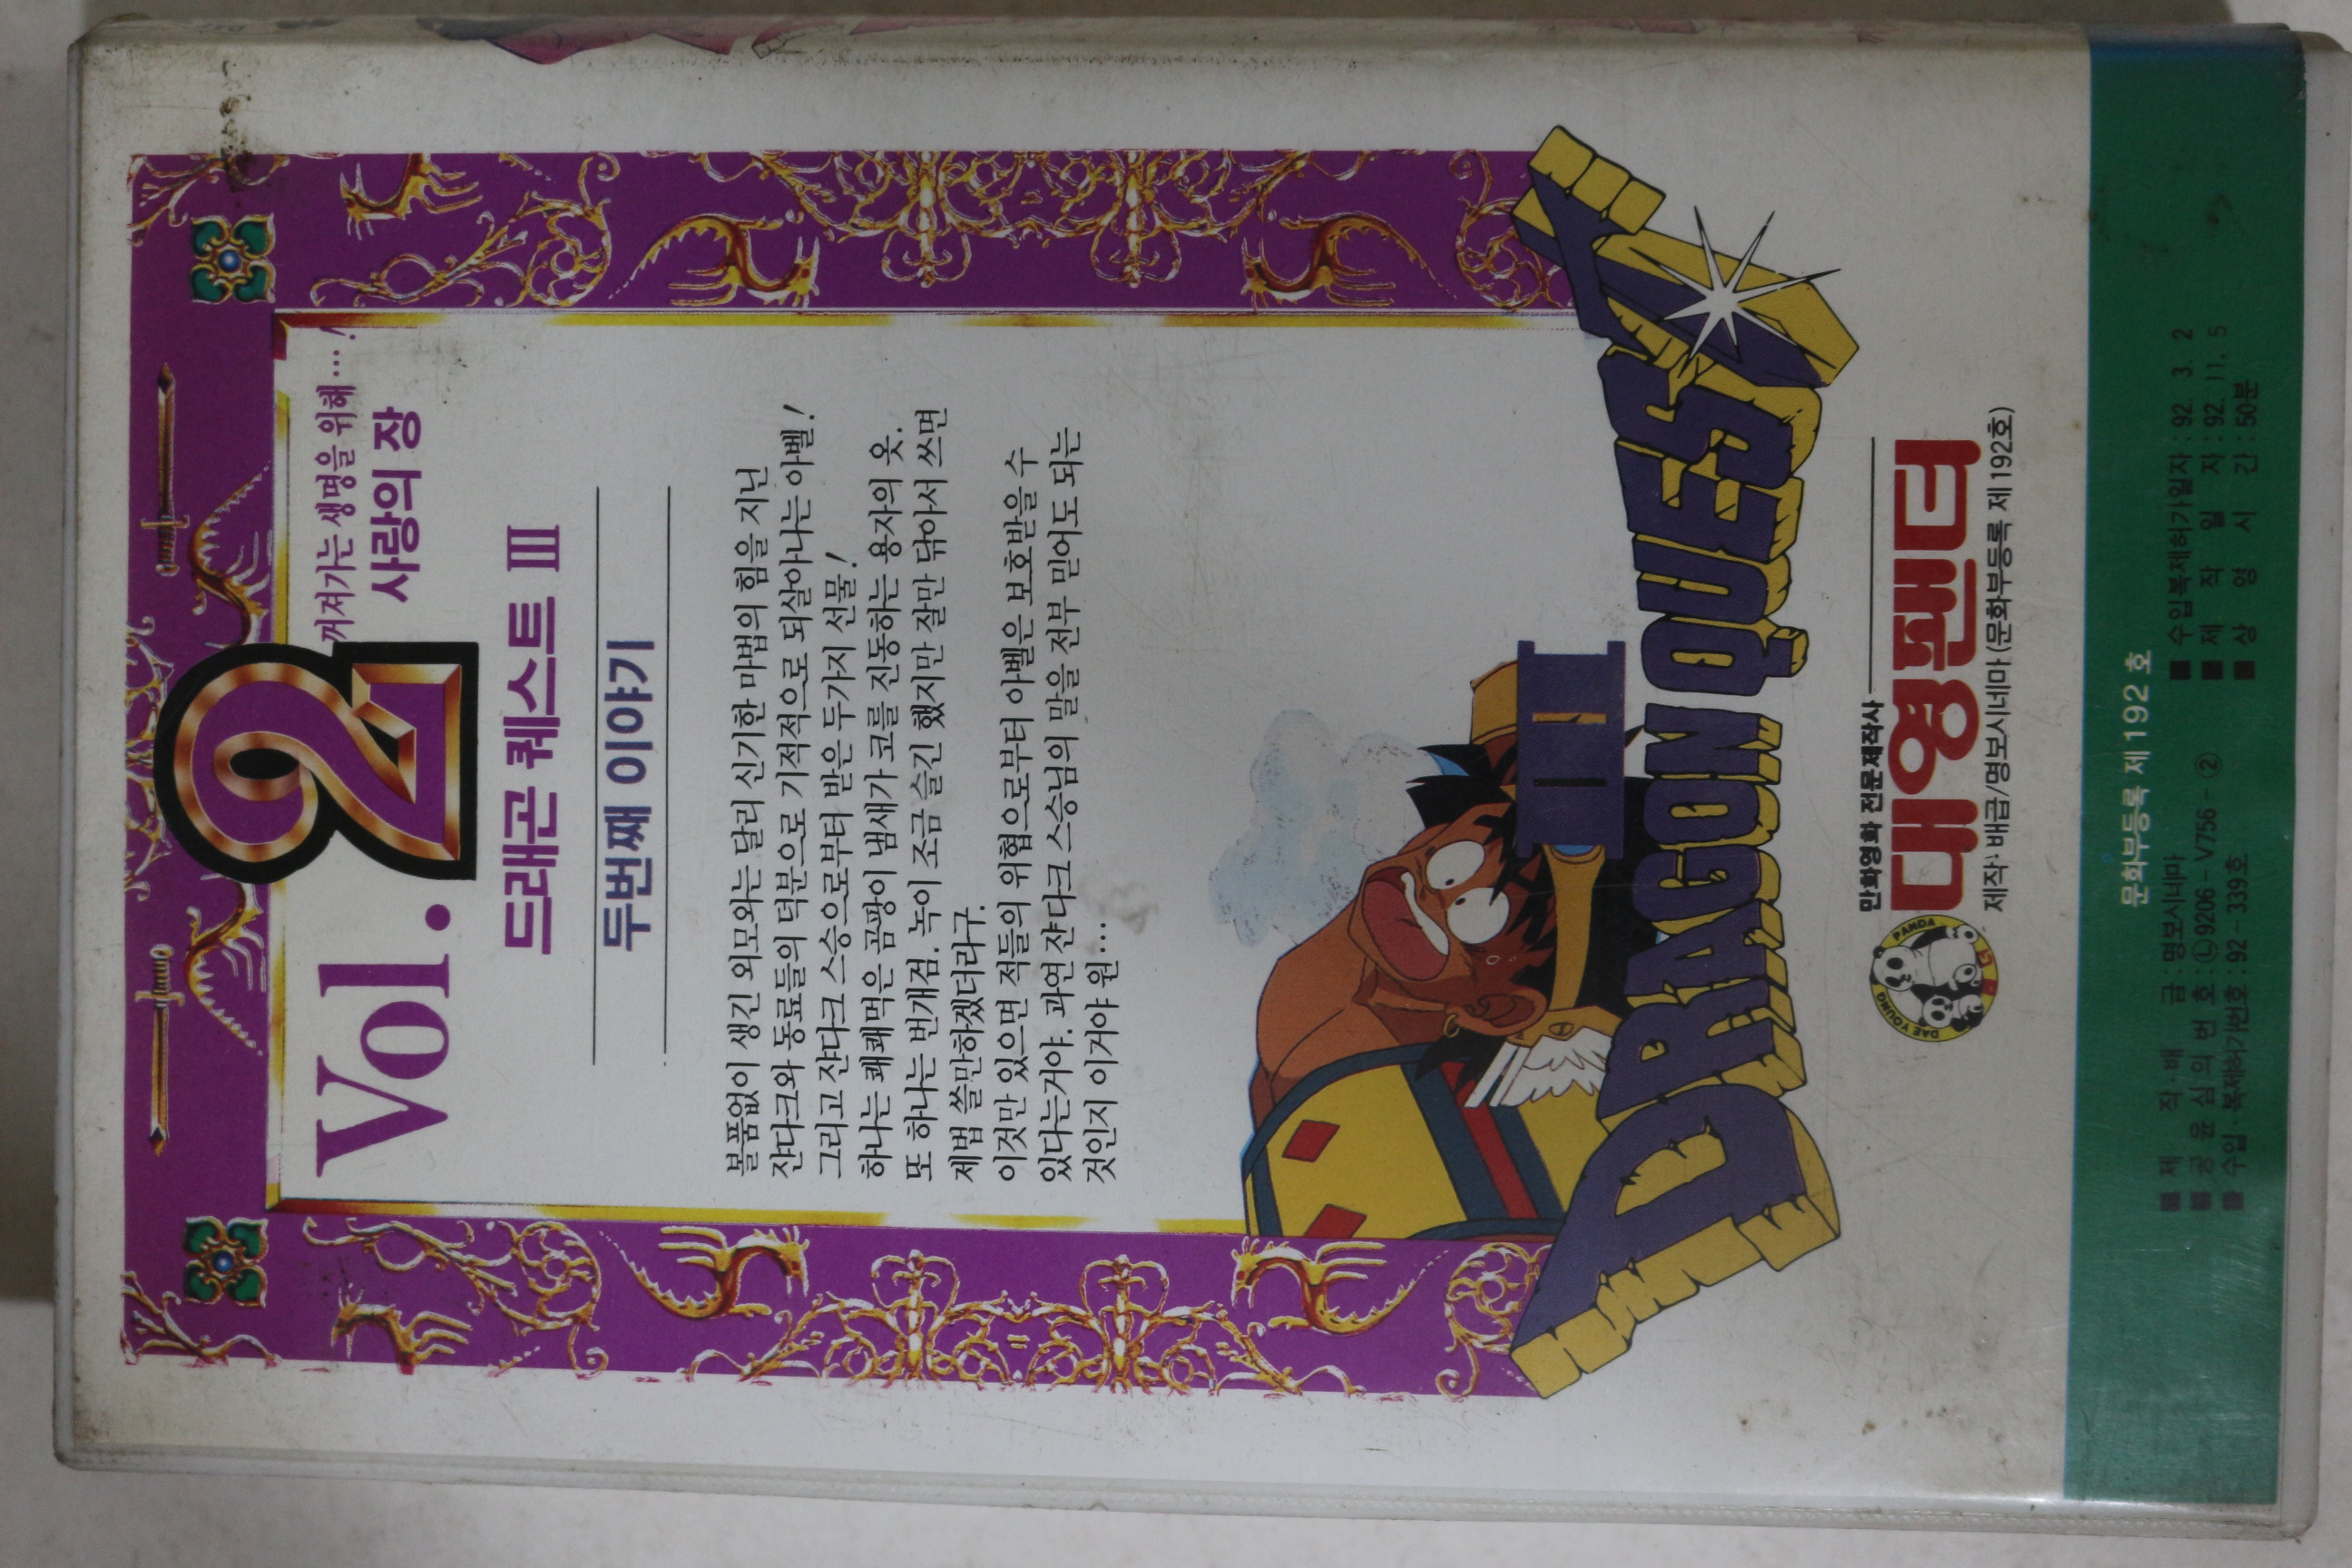 Vol.2
꺼져가는 생명을 위해…!
사랑의 장
드래곤 퀘스트 Ⅲ
두번째 이야기
볼품없이 생긴 외모와는 달리 신기한 마법의 힘을 지닌
쟌다크와 동료들의 덕분으로 기적적으로 되살아나는 아벨!
그리고 쟌다크 스승으로부터 받은 두가지 선물!
하나는 쾌쾌먹은 곰팡이 냄새가 코를 진동하는 용자의 옷.
또 하나는 번개검. 녹이 조금 슬긴 했지만 잘만 닦아서 쓰면
제법 쓸만하겠더라구.
이것만 있으면 적들의 위협으로부터 아벨은 보호받을 수
있다는거야. 과연 쟌다크 스승님의 말을 전부 믿어도 되는
것인지 이거야 원…
III
DRAGON QUEST
만화영화 전문제작사
대영팬더
DAE YOUNG PANDA
제작·배급/명보시네마 (문화부등록 제192호)
문화부등록 제 192 호
■ 제작·배급 : 명보시네마
■ 공윤심의번호 : Ⓛ9206-V756-②
■ 수입·복제허가번호 : 92-339호
■ 수입복제허가일자 : 92. 3. 2
■ 제작일자 : 92. 11. 5
■ 상영시간 : 50분